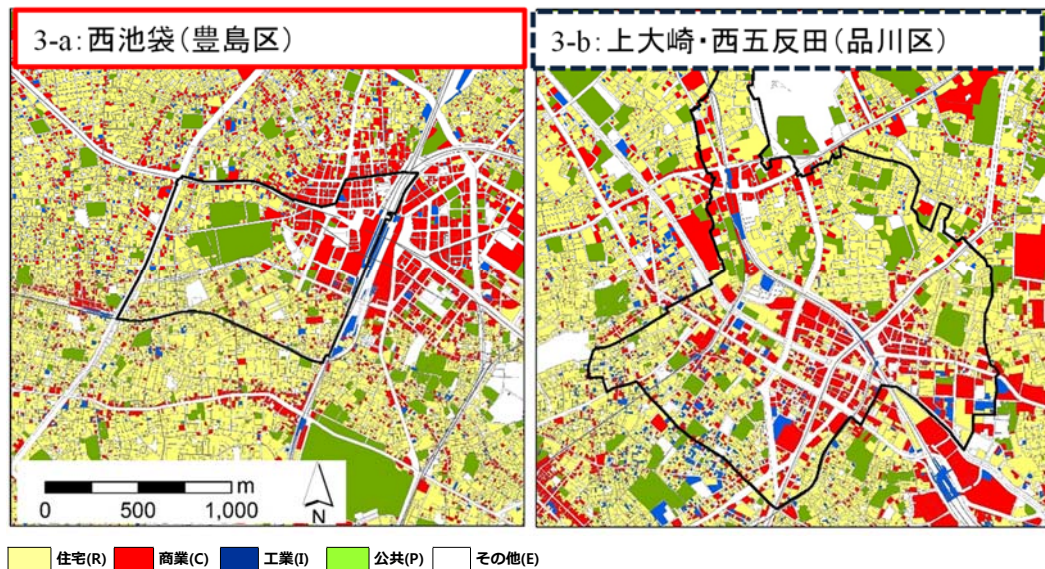 3-a: 西池袋(豊島区)
3-b: 上大崎・西五反田(品川区)
m
0 500 1,000
N
住宅(R) 商業(C) 工業(I) 公共(P) その他(E)